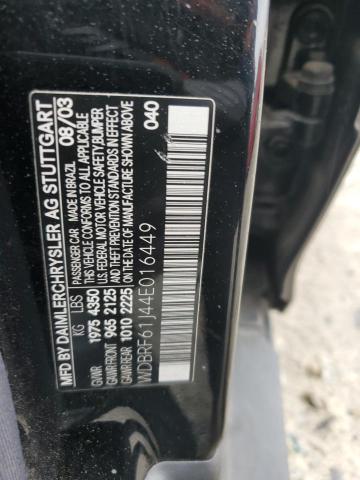 MFD BY DAIMLERCHRYSLER AG STUTTGART
PASSENGER CAR MADE IN BRAZIL 08/03
KG LBS THIS VEHICLE CONFORMS TO ALL APPLICABLE
GVWR 1975 4350 U.S. FEDERAL MOTOR VEHICLE SAFETY/BUMPER
GAWR FRONT 965 2125 AND THEFT PREVENTION STANDARDS IN EFFECT
GAWR REAR 1010 2225 ON THE DATE OF MANUFACTURE SHOWN ABOVE
WDBRF61J44E016449 040